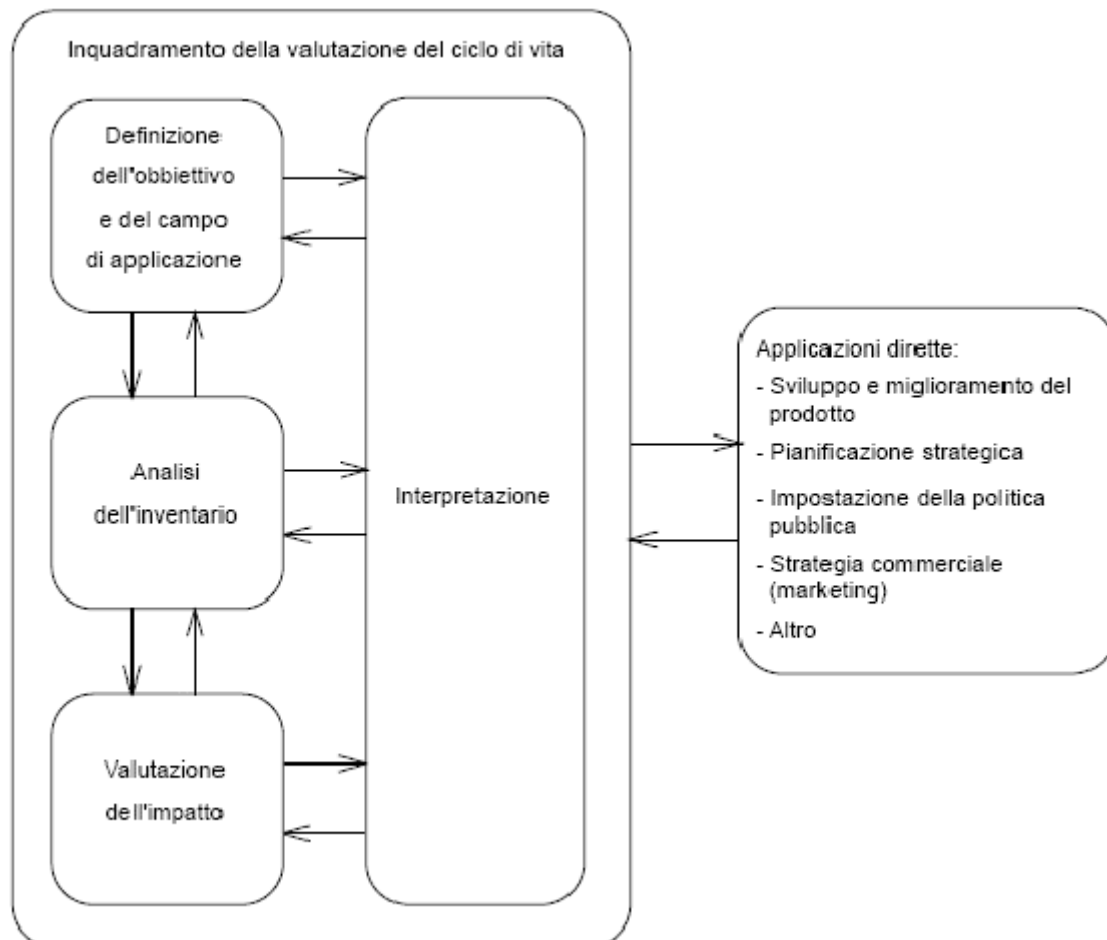 Inquadramento della valutazione del ciclo di vita
Definizione
dell"obbiettivo
e del campo
di applicazione
Analisi
dell"inventario
Valutazione
dell'impatto
Interpretazione
Applicazioni dirette:
- Sviluppo e miglioramento del
prodotto
- Pianificazione strategica
- Impostazione della politica
pubblica
- Strategia commerciale
(marketing)
- Altro